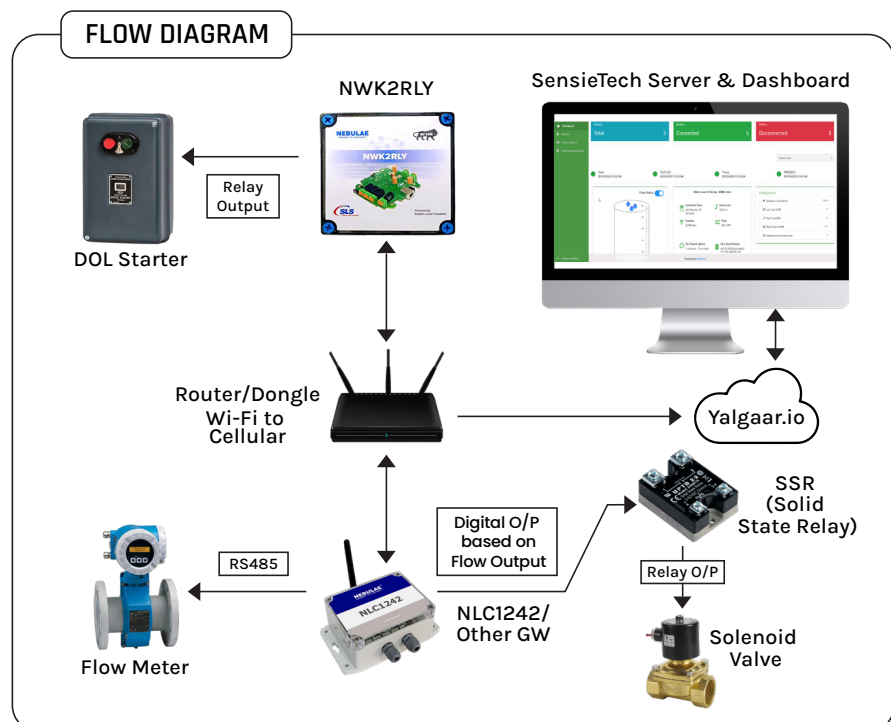 FLOW DIAGRAM
NWK2RLY
SensieTech Server & Dashboard
NEBULAE
NWK2RLY
SLS
Relay
Output
DOL Starter
Total
Connected
Disconnected
Router/Dongle
Wi-Fi to
Cellular
Yalgaar.io
SSR
(Solid
State Relay)
Digital O/P
based on
Flow Output
RS485
NEBULAE
NLC1242
NLC1242/
Other GW
Relay O/P
Flow Meter
Solenoid
Valve